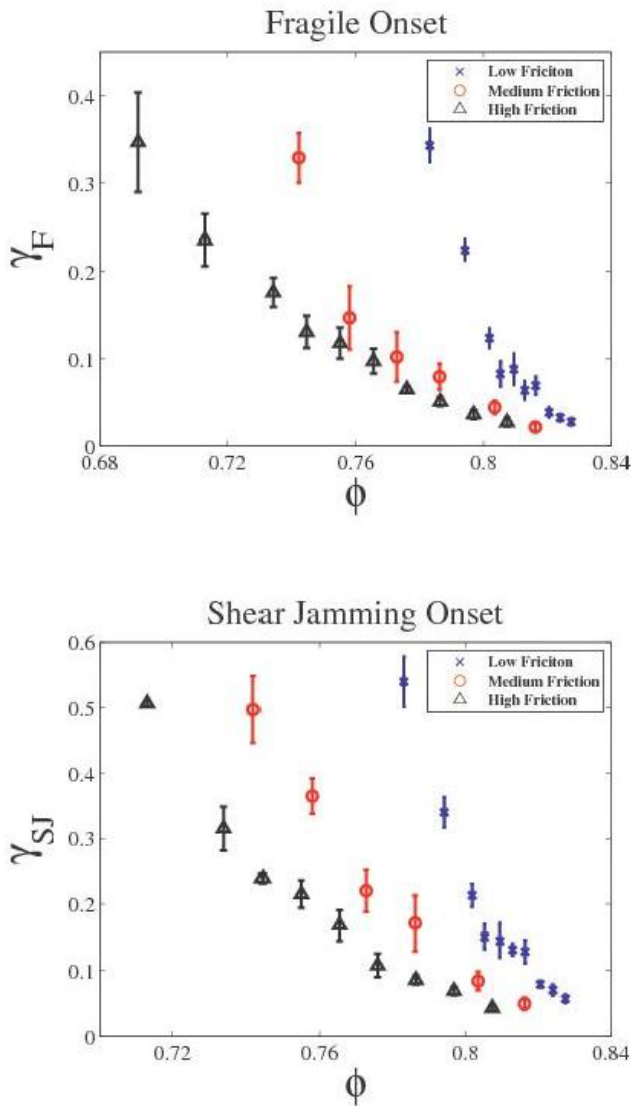 Fragile Onset
Low Friciton
Medium Friction
High Friction
0.4
0.3
0.2
0.1
0
γF
0.68
0.72
0.76
0.8
0.84
ϕ
Shear Jamming Onset
Low Friciton
Medium Friction
High Friction
0.6
0.5
0.4
0.3
0.2
0.1
0
γSJ
0.72
0.76
0.8
0.84
ϕ